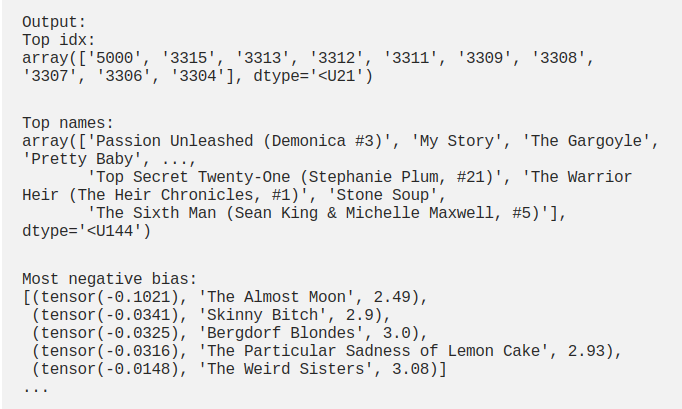 Output:
Top idx:
array(['5000', '3315', '3313', '3312', '3311', '3309', '3308',
'3307', '3306', '3304'], dtype='<U21')
Top names:
array(['Passion Unleashed (Demonica #3)', 'My Story', 'The Gargoyle',
'Pretty Baby', ...,
'Top Secret Twenty-One (Stephanie Plum, #21)', 'The Warrior
Heir (The Heir Chronicles, #1)', 'Stone Soup',
'The Sixth Man (Sean King & Michelle Maxwell, #5)'],
dtype='<U144')
Most negative bias:
[(tensor(-0.1021), 'The Almost Moon', 2.49),
(tensor(-0.0341), 'Skinny Bitch', 2.9),
(tensor(-0.0325), 'Bergdorf Blondes', 3.0),
(tensor(-0.0316), 'The Particular Sadness of Lemon Cake', 2.93),
(tensor(-0.0148), 'The Weird Sisters', 3.08)]
...